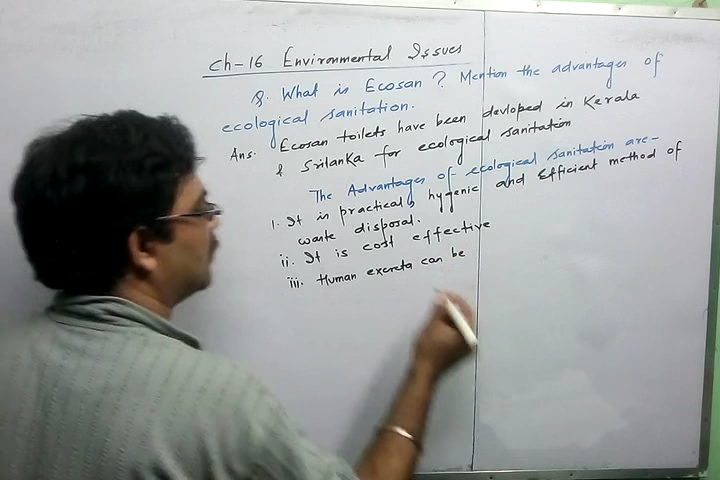 Ch-16 Environmental Issues
Q. What is Ecosan? Mention the advantages of
ecological sanitation.
Ans. Ecosan toilets have been devloped in Kerala
& Srilanka for ecological sanitation
The Advantages of ecological sanitation are-
i. It is practical, hygenic and Efficient method of
waste disposal.
ii. It is cost effective
iii. Human excreta can be